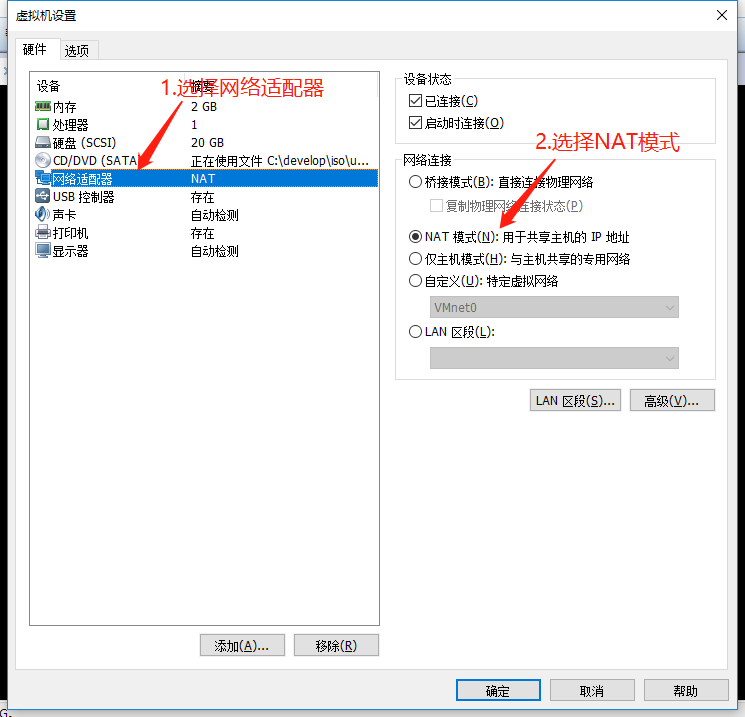 虚拟机设置
硬件 选项
设备 摘要
1.选择网络适配器
内存 2 GB
处理器 1
硬盘 (SCSI) 20 GB
CD/DVD (SATA 正在使用文件 C:\develop\iso\u...
网络适配器 NAT
USB 控制器 存在
声卡 自动检测
打印机 存在
显示器 自动检测
添加(A)... 移除(R)
设备状态
已连接(C)
启动时连接(O)
2.选择NAT模式
网络连接
桥接模式(B): 直接连接物理网络
复制物理网络连接状态(P)
NAT 模式(N): 用于共享主机的 IP 地址
仅主机模式(H): 与主机共享的专用网络
自定义(U): 特定虚拟网络
VMnet0
LAN 区段(L):
LAN 区段(S)... 高级(V)...
确定 取消 帮助